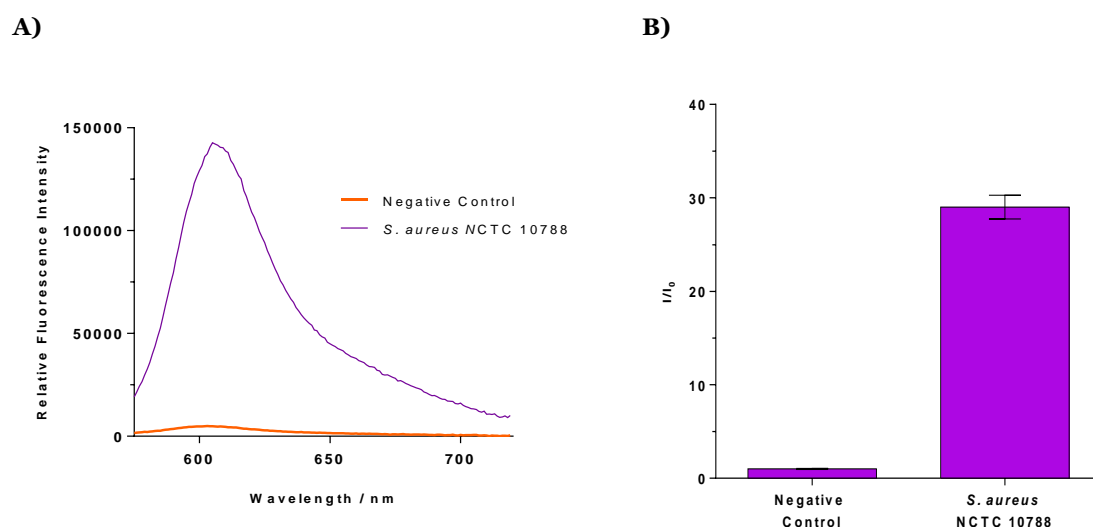 A)
B)
Relative Fluorescence Intensity
150000
100000
50000
0
600
650
700
Wavelength / nm
Negative Control
S. aureus NCTC 10788
I/I0
40
30
20
10
0
Negative
Control
S. aureus
NCTC 10788